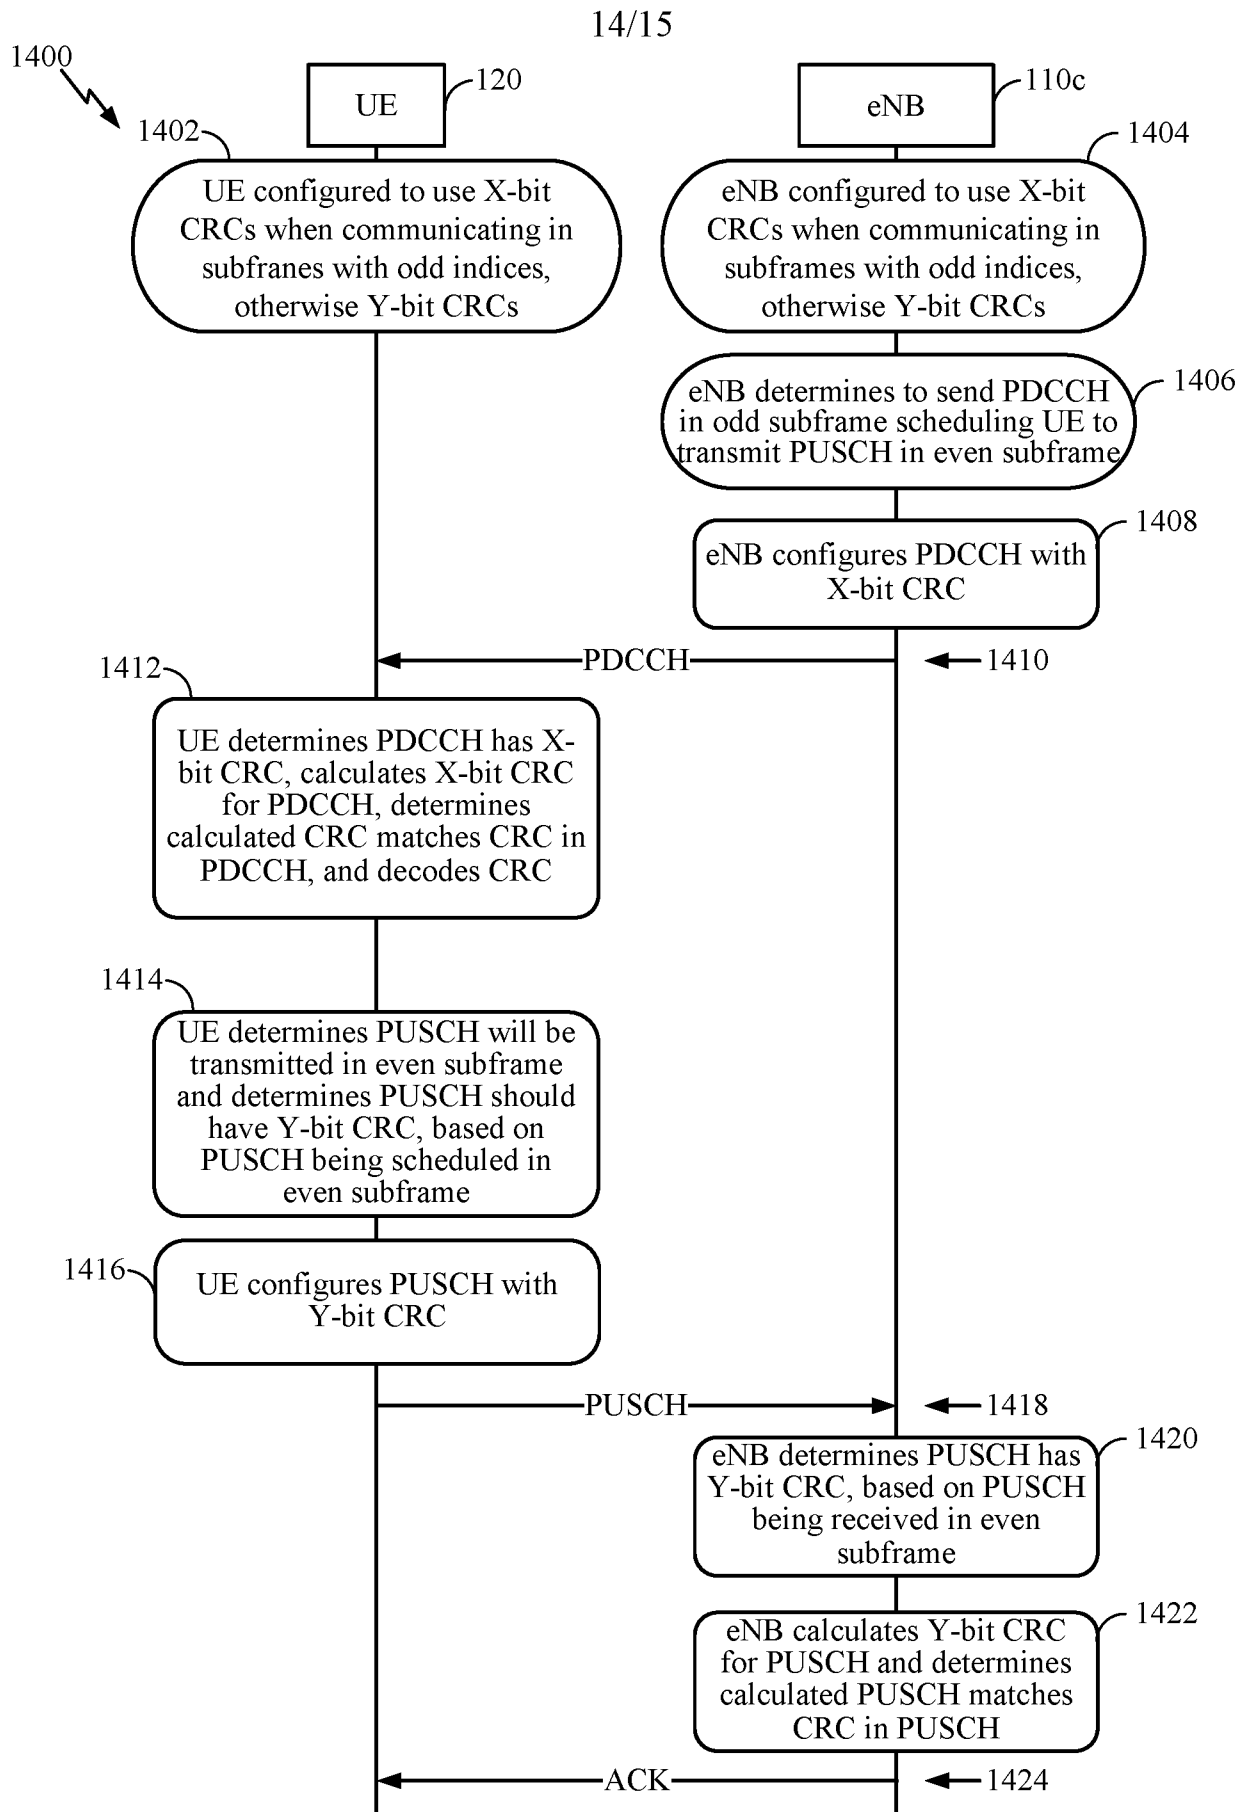 14/15
1400
UE
120
eNB
110c
1402
UE configured to use X-bit
CRCs when communicating in
subfranes with odd indices,
otherwise Y-bit CRCs
1404
eNB configured to use X-bit
CRCs when communicating in
subframes with odd indices,
otherwise Y-bit CRCs
1406
eNB determines to send PDCCH
in odd subframe scheduling UE to
transmit PUSCH in even subframe
1408
eNB configures PDCCH with
X-bit CRC
PDCCH
1410
1412
UE determines PDCCH has X-
bit CRC, calculates X-bit CRC
for PDCCH, determines
calculated CRC matches CRC in
PDCCH, and decodes CRC
1414
UE determines PUSCH will be
transmitted in even subframe
and determines PUSCH should
have Y-bit CRC, based on
PUSCH being scheduled in
even subframe
1416
UE configures PUSCH with
Y-bit CRC
PUSCH
1418
1420
eNB determines PUSCH has
Y-bit CRC, based on PUSCH
being received in even
subframe
1422
eNB calculates Y-bit CRC
for PUSCH and determines
calculated PUSCH matches
CRC in PUSCH
ACK
1424